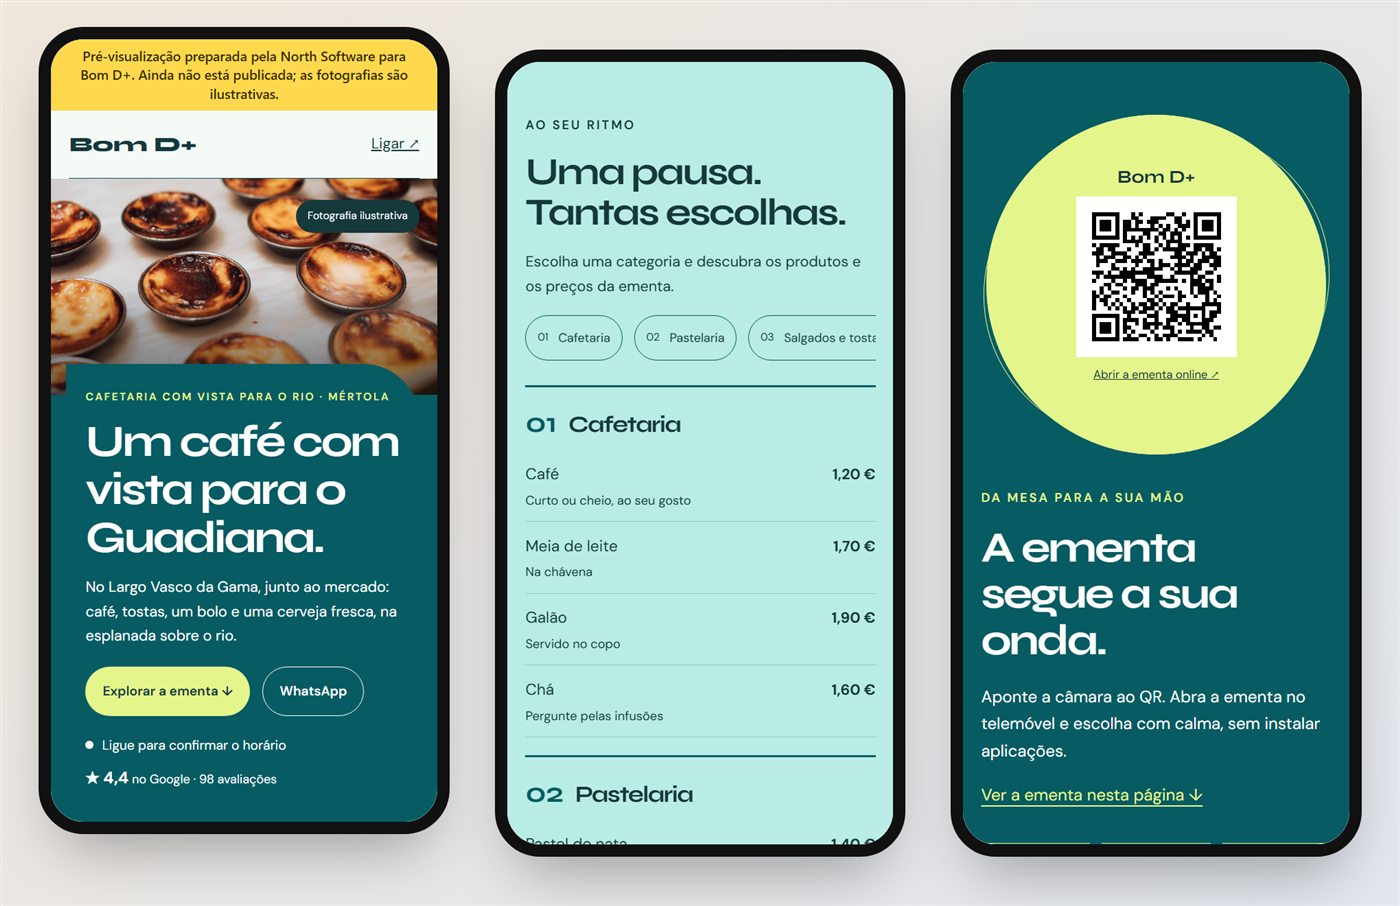 Pré-visualização preparada pela North Software para
Bom D+. Ainda não está publicada; as fotografias são
ilustrativas.
Bom D+
Ligar ↗
Fotografia ilustrativa
CAFETARIA COM VISTA PARA O RIO · MÉRTOLA
Um café com
vista para o
Guadiana.
No Largo Vasco da Gama, junto ao mercado:
café, tostas, um bolo e uma cerveja fresca, na
esplanada sobre o rio.
Explorar a ementa ↓
WhatsApp
Ligue para confirmar o horário
★ 4,4 no Google · 98 avaliações
AO SEU RITMO
Uma pausa.
Tantas escolhas.
Escolha uma categoria e descubra os produtos e
os preços da ementa.
01 Cafetaria
02 Pastelaria
03 Salgados e tosta
01 Cafetaria
Café 1,20 €
Curto ou cheio, ao seu gosto
Meia de leite 1,70 €
Na chávena
Galão 1,90 €
Servido no copo
Chá 1,60 €
Pergunte pelas infusões
02 Pastelaria
Pastel de nata 1,40 €
Bom D+
Abrir a ementa online ↗
DA MESA PARA A SUA MÃO
A ementa
segue a sua
onda.
Aponte a câmara ao QR. Abra a ementa no
telemóvel e escolha com calma, sem instalar
aplicações.
Ver a ementa nesta página ↓